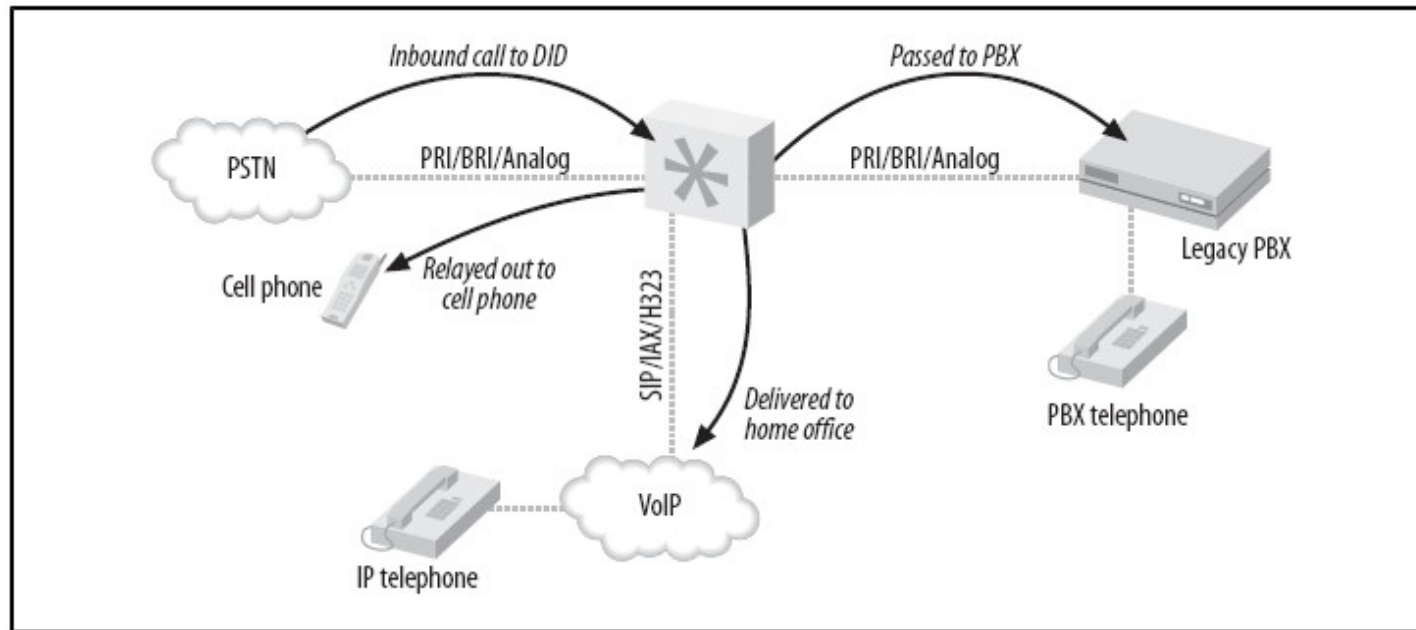 Inbound call to DID
Passed to PBX
PSTN
PRI/BRI/Analog
PRI/BRI/Analog
Legacy PBX
Cell phone
Relayed out to
cell phone
SIP/IAX/H323
PBX telephone
Delivered to
home office
VoIP
IP telephone